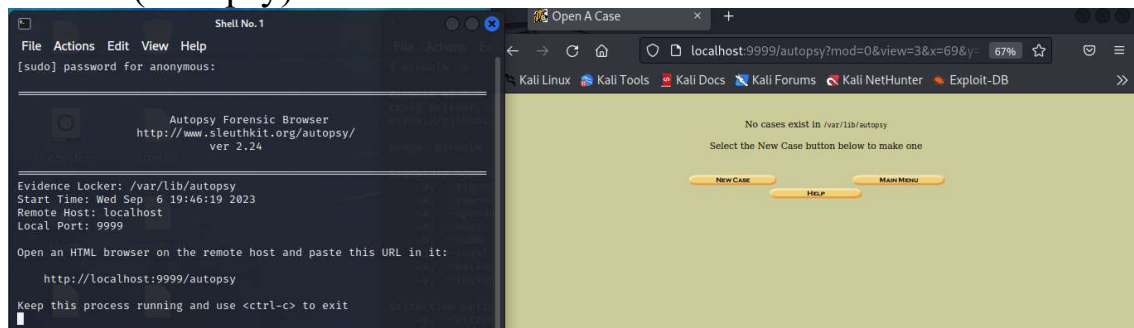 Shell No. 1
File Actions Edit View Help
[sudo] password for anonymous:
Autopsy Forensic Browser
http://www.sleuthkit.org/autopsy/
ver 2.24
Evidence Locker: /var/lib/autopsy
Start Time: Wed Sep 6 19:46:19 2023
Remote Host: localhost
Local Port: 9999
Open an HTML browser on the remote host and paste this URL in it:
http://localhost:9999/autopsy
Keep this process running and use <ctrl-c> to exit
Open A Case
localhost:9999/autopsy?mod=0&view=3&x=69&y= 67%
Kali Linux Kali Tools Kali Docs Kali Forums Kali NetHunter Exploit-DB
No cases exist in /var/lib/autopsy
Select the New Case button below to make one
NEW CASE MAIN MENU
HELP